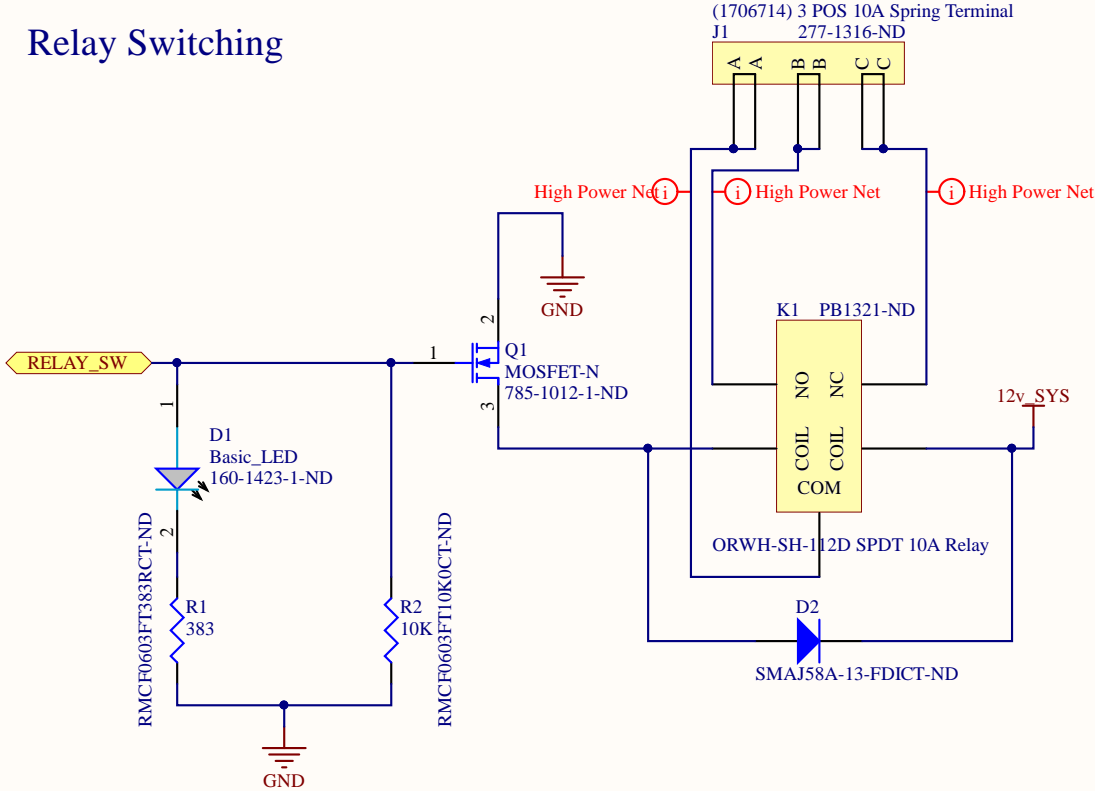 Relay Switching
(1706714) 3 POS 10A Spring Terminal
J1 277-1316-ND
A A B B C C
High Power Net
i
i
High Power Net
i
High Power Net
GND
2
1
Q1
MOSFET-N
785-1012-1-ND
3
RELAY_SW
K1 PB1321-ND
NO NC
COIL COIL
COM
12v_SYS
ORWH-SH-112D SPDT 10A Relay
1
D1
Basic_LED
160-1423-1-ND
2
RMCF0603FT383RCT-ND
R1
383
R2
10K
RMCF0603FT10K0CT-ND
D2
SMAJ58A-13-FDICT-ND
GND